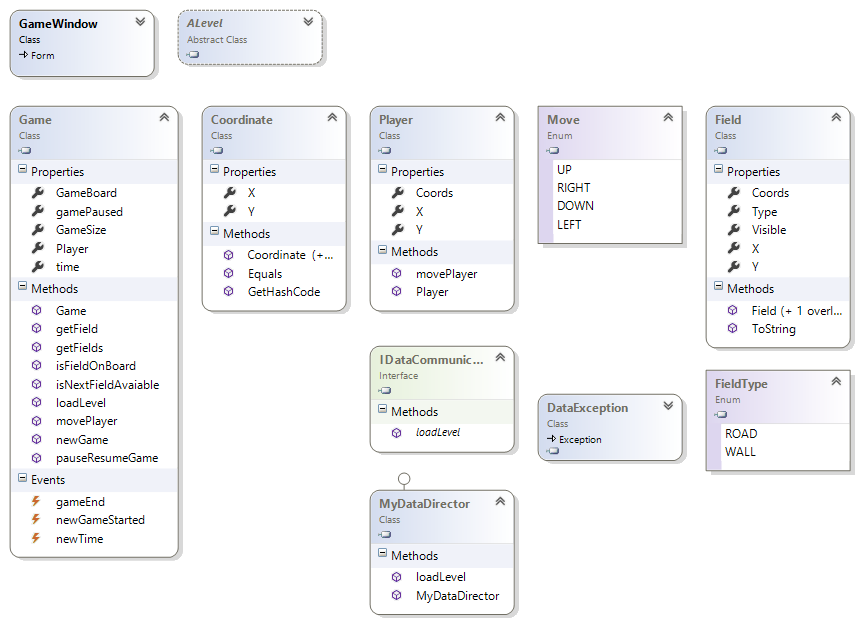 GameWindow
Class
Form
ALevel
Abstract Class
Game
Class
Properties
GameBoard
gamePaused
GameSize
Player
time
Methods
Game
getField
getFields
isFieldOnBoard
isNextFieldAvaiable
loadLevel
movePlayer
newGame
pauseResumeGame
Events
gameEnd
newGameStarted
newTime
Coordinate
Class
Properties
X
Y
Methods
Coordinate (+...
Equals
GetHashCode
Player
Class
Properties
Coords
X
Y
Methods
movePlayer
Player
IDataCommunic...
Interface
Methods
loadLevel
MyDataDirector
Class
Methods
loadLevel
MyDataDirector
Move
Enum
UP
RIGHT
DOWN
LEFT
DataException
Class
Exception
Field
Class
Properties
Coords
Type
Visible
X
Y
Methods
Field (+ 1 overl...
ToString
FieldType
Enum
ROAD
WALL